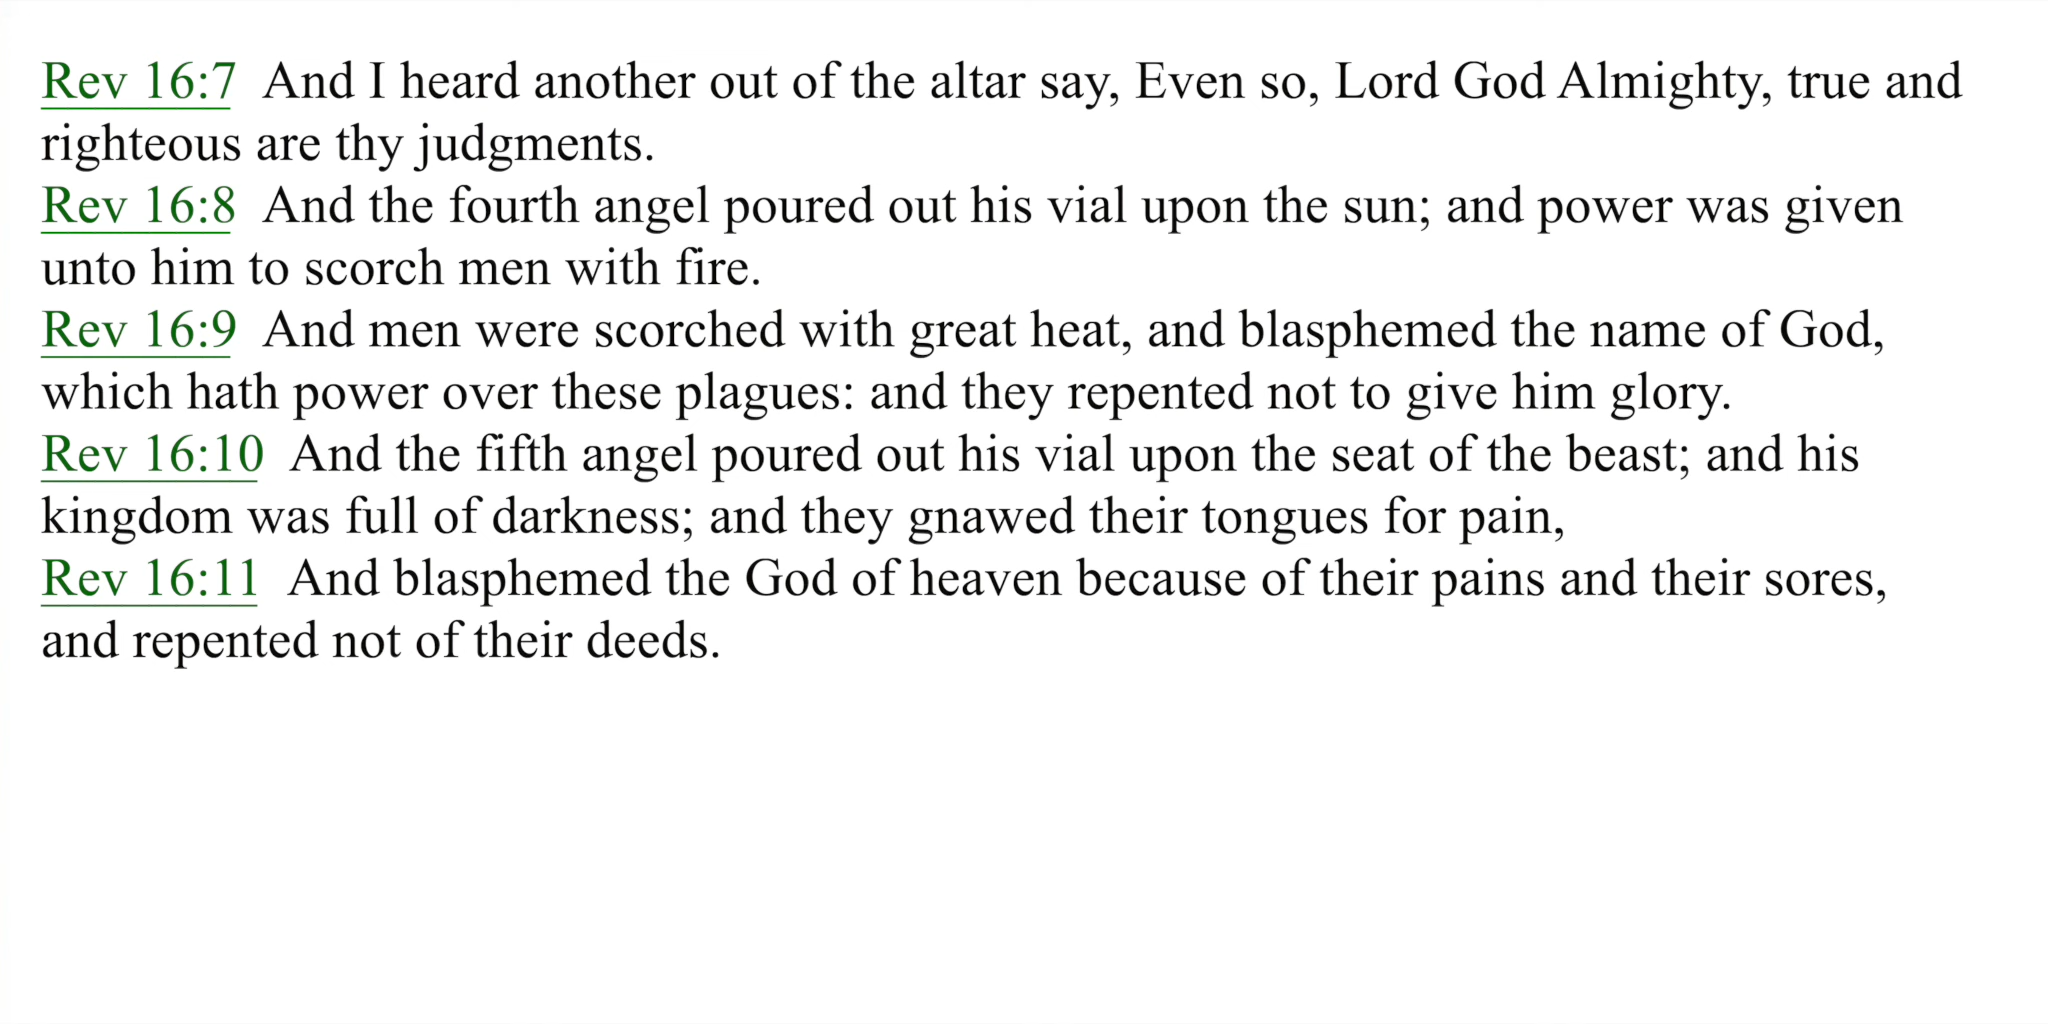 Rev 16:7 And I heard another out of the altar say, Even so, Lord God Almighty, true and
righteous are thy judgments.
Rev 16:8 And the fourth angel poured out his vial upon the sun; and power was given
unto him to scorch men with fire.
Rev 16:9 And men were scorched with great heat, and blasphemed the name of God,
which hath power over these plagues: and they repented not to give him glory.
Rev 16:10 And the fifth angel poured out his vial upon the seat of the beast; and his
kingdom was full of darkness; and they gnawed their tongues for pain,
Rev 16:11 And blasphemed the God of heaven because of their pains and their sores,
and repented not of their deeds.